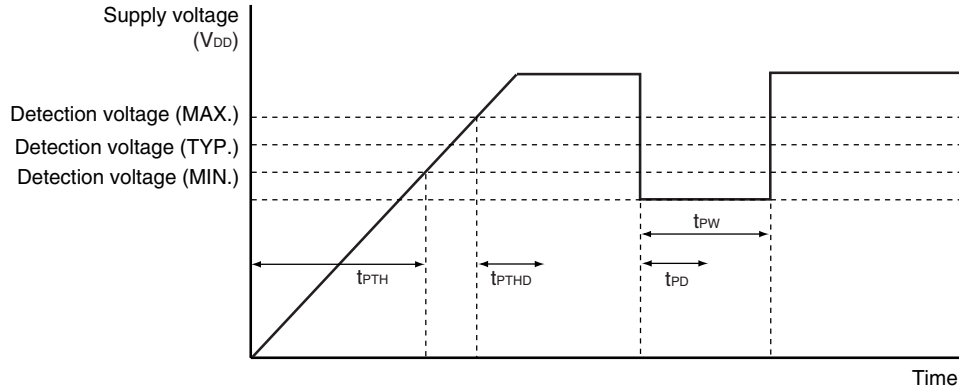 Supply voltage
(VDD)
Detection voltage (MAX.)
Detection voltage (TYP.)
Detection voltage (MIN.)
tPW
tPTH
tPTHD
tPD
Time